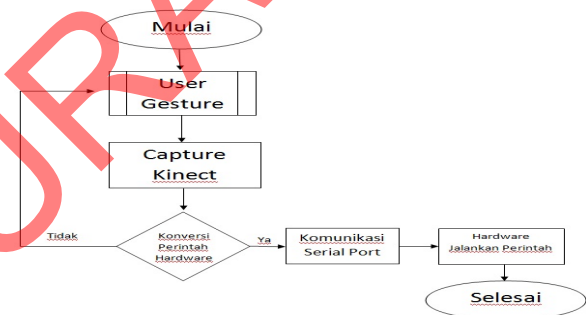 Mulai
User
Gesture
Capture
Kinect
Tidak
Konversi
Perintah
Hardware
Ya
Komunikasi
Serial Port
Hardware
Jalankan Perintah
Selesai